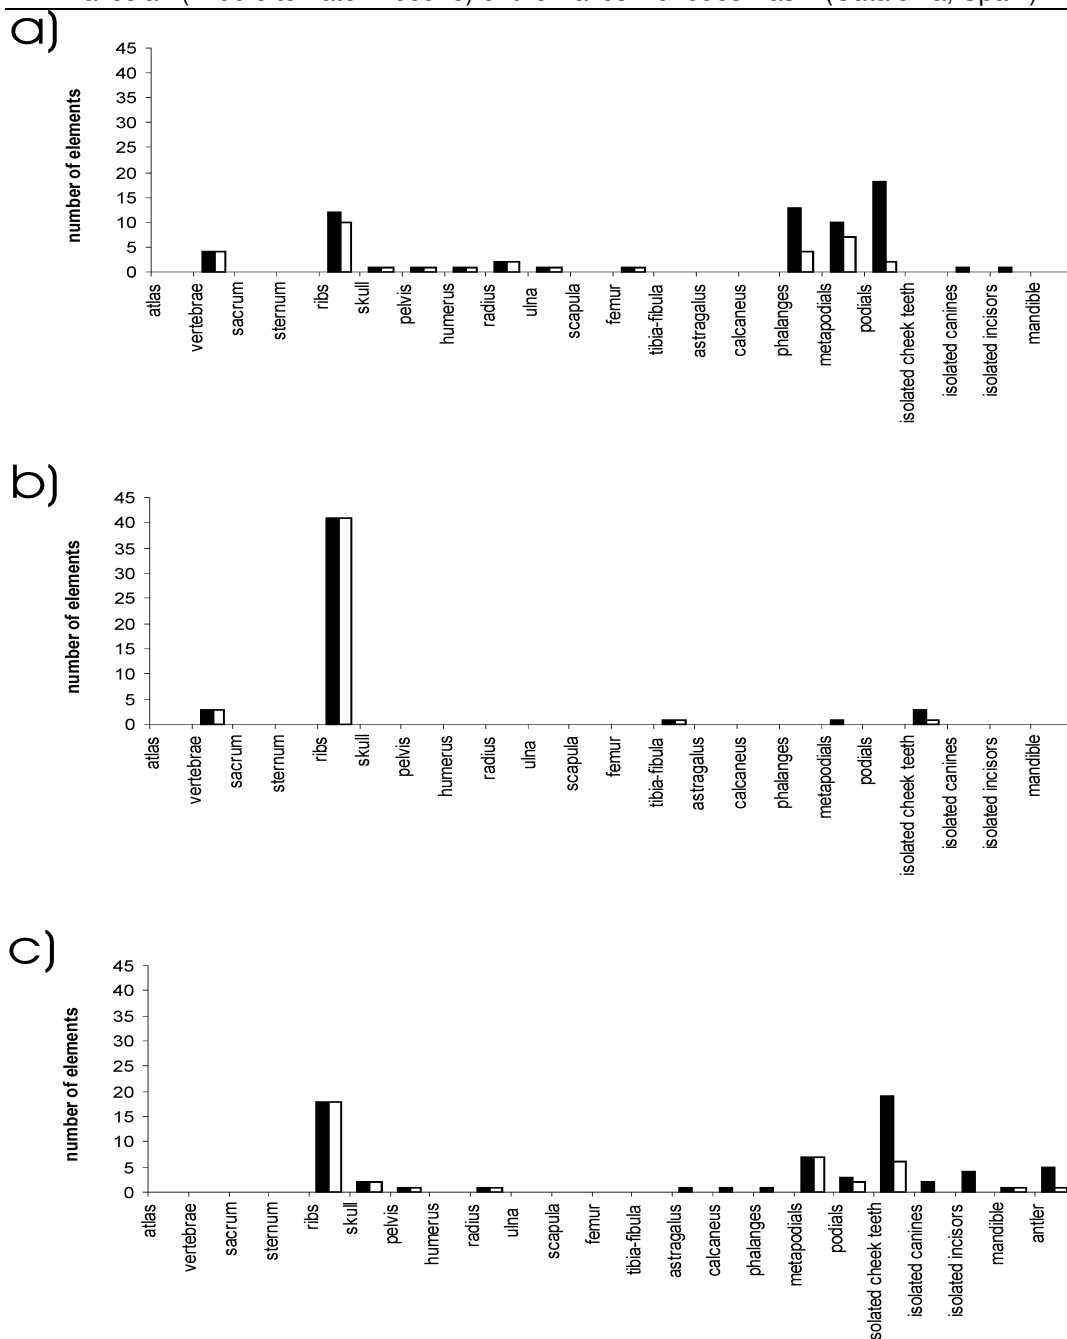 a)
number of elements
45
40
35
30
25
20
15
10
5
0
atlas
vertebrae
sacrum
sternum
ribs
skull
pelvis
humerus
radius
ulna
scapula
femur
tibia-fibula
astragalus
calcaneus
phalanges
metapodials
podials
isolated cheek teeth
isolated canines
isolated incisors
mandible
b)
number of elements
45
40
35
30
25
20
15
10
5
0
atlas
vertebrae
sacrum
sternum
ribs
skull
pelvis
humerus
radius
ulna
scapula
femur
tibia-fibula
astragalus
calcaneus
phalanges
metapodials
podials
isolated cheek teeth
isolated canines
isolated incisors
mandible
c)
number of elements
45
40
35
30
25
20
15
10
5
0
atlas
vertebrae
sacrum
sternum
ribs
skull
pelvis
humerus
radius
ulna
scapula
femur
tibia-fibula
astragalus
calcaneus
phalanges
metapodials
podials
solated cheek teeth
isolated canines
isolated incisors
mandible
antler